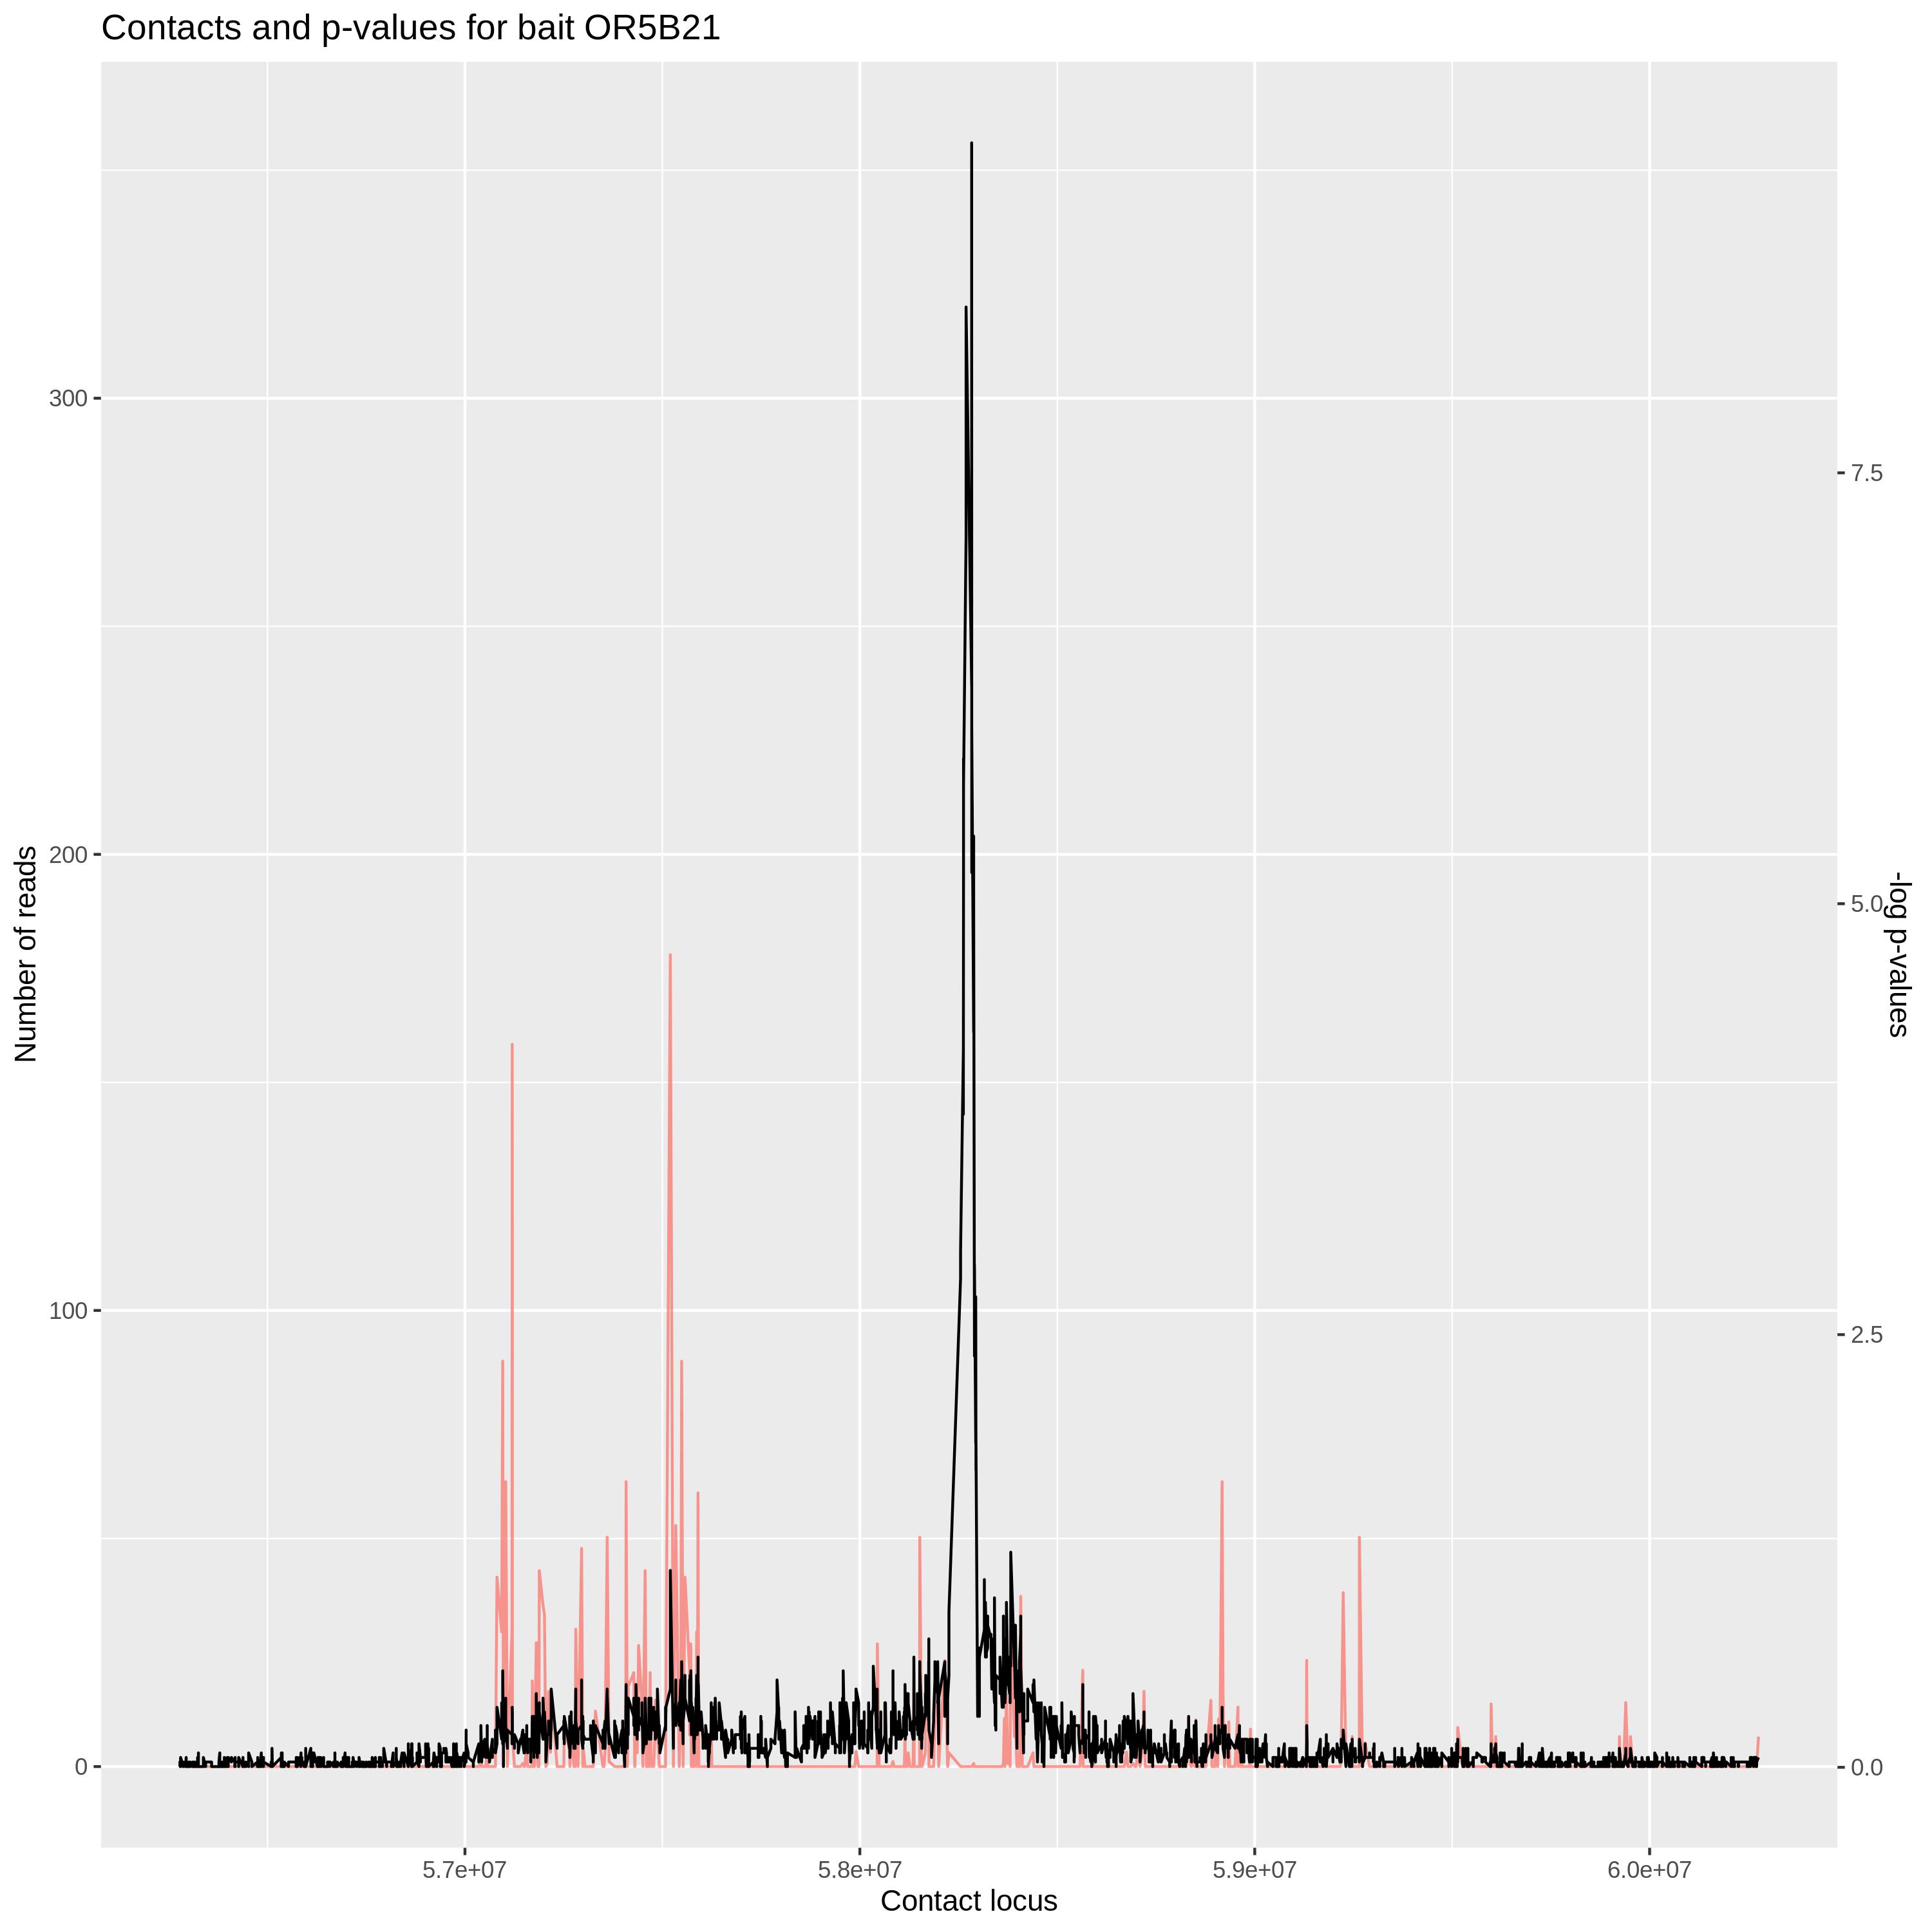 Contacts and p-values for bait OR5B21
Number of reads
300
200
100
0
7.5
5.0
2.5
0.0
-log p-values
5.7e+07
5.8e+07
5.9e+07
6.0e+07
Contact locus